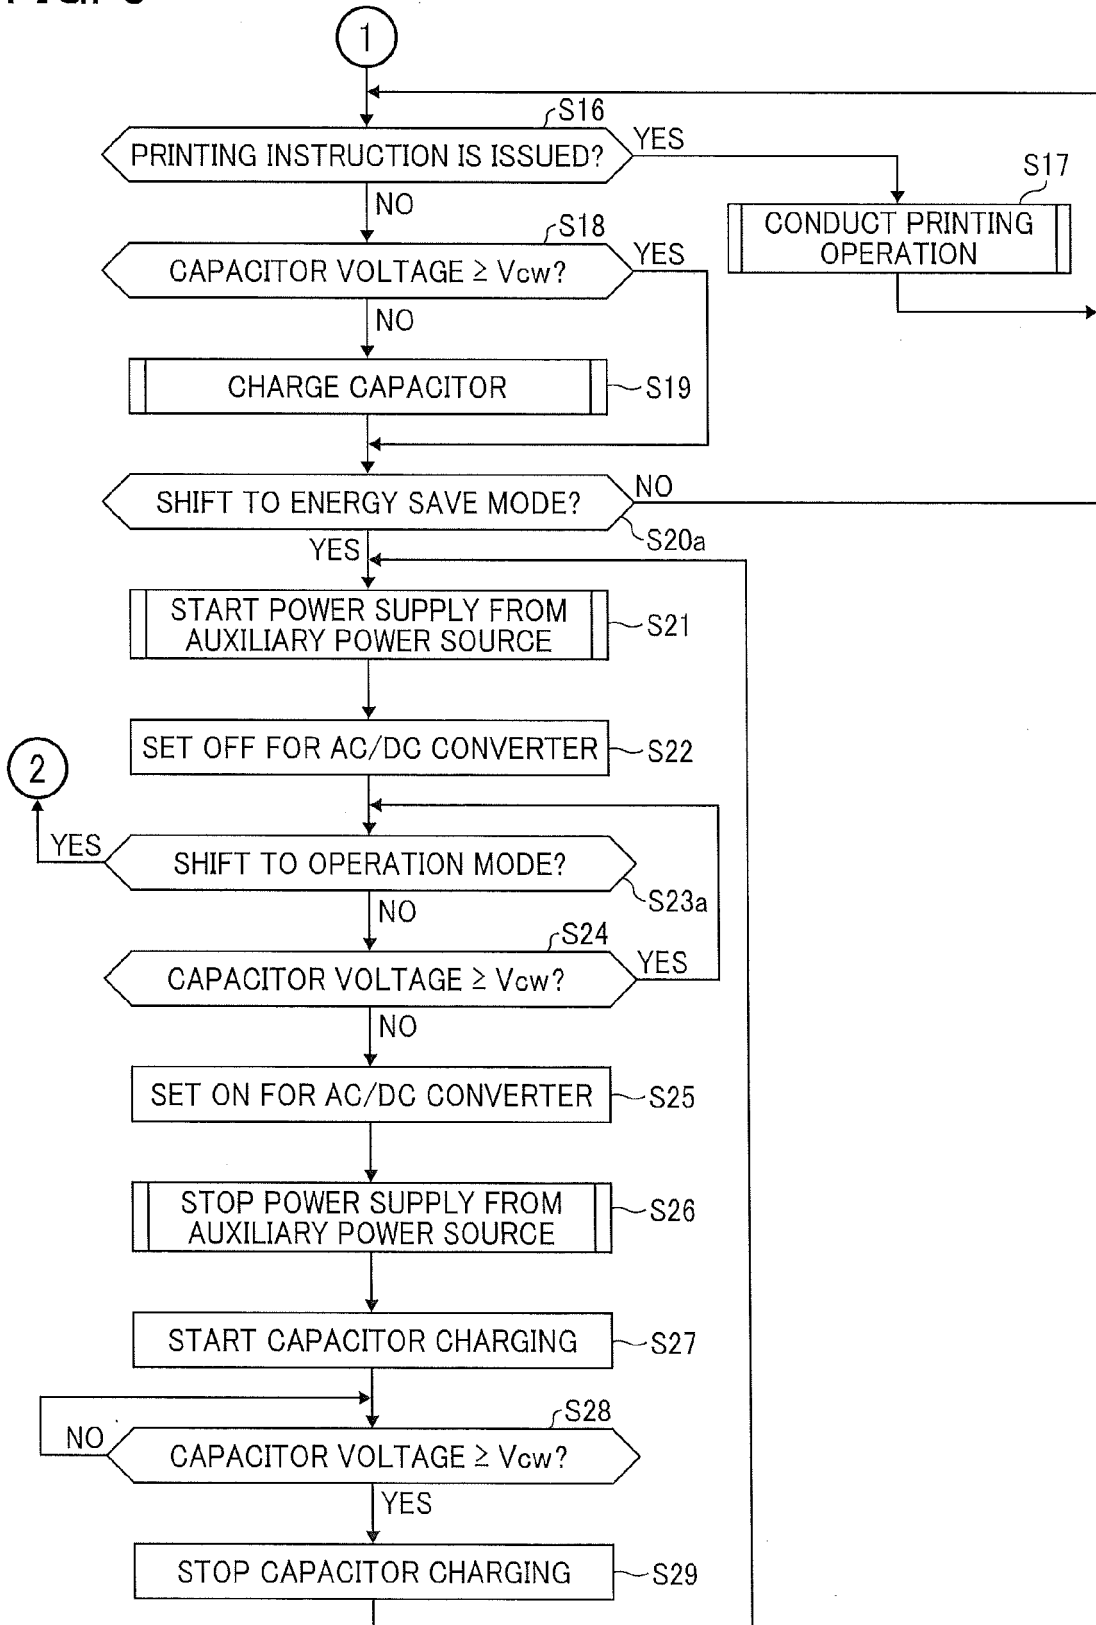 1
S16
PRINTING INSTRUCTION IS ISSUED?
YES
NO
S17
CONDUCT PRINTING
OPERATION
S18
CAPACITOR VOLTAGE ≥ Vcw?
YES
NO
CHARGE CAPACITOR
S19
SHIFT TO ENERGY SAVE MODE?
NO
S20a
YES
START POWER SUPPLY FROM
AUXILIARY POWER SOURCE
S21
SET OFF FOR AC/DC CONVERTER
S22
2
YES
SHIFT TO OPERATION MODE?
S23a
NO
S24
CAPACITOR VOLTAGE ≥ Vcw?
YES
NO
SET ON FOR AC/DC CONVERTER
S25
STOP POWER SUPPLY FROM
AUXILIARY POWER SOURCE
S26
START CAPACITOR CHARGING
S27
S28
NO
CAPACITOR VOLTAGE ≥ Vcw?
YES
STOP CAPACITOR CHARGING
S29